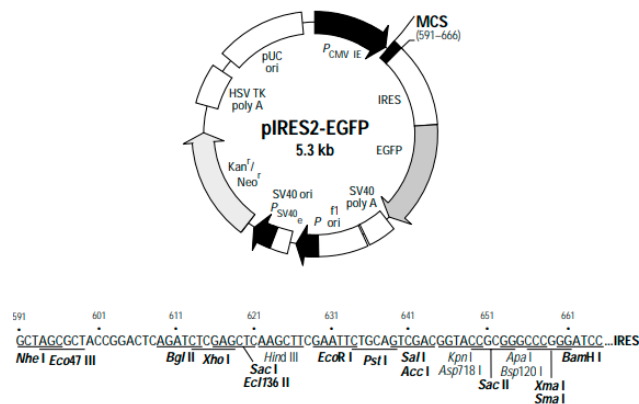 MCS
(591–666)
P CMV IE
pUC
ori
HSV TK
poly A
IRES
pIRES2-EGFP
5.3 kb
EGFP
Kanʳ/
Neoʳ
SV40 ori
P SV40 e
P
f1
ori
SV40
poly A
591 601 611 621 631 641 651 661
GCTAGCGCTACCGGACTCAGATCTCGAGCTCAAGCTTCGAATTCTGCAGTCGACGGTACCGCGGGCCCGGGATCC...IRES
Nhe I Eco47 III Bgl II Xho I Hind III EcoR I Pst I Sal I Kpn I Apa I BamH I
Sac I Acc I Asp718 I Bsp120 I
Ecl136 II Sac II Xma I
Sma I